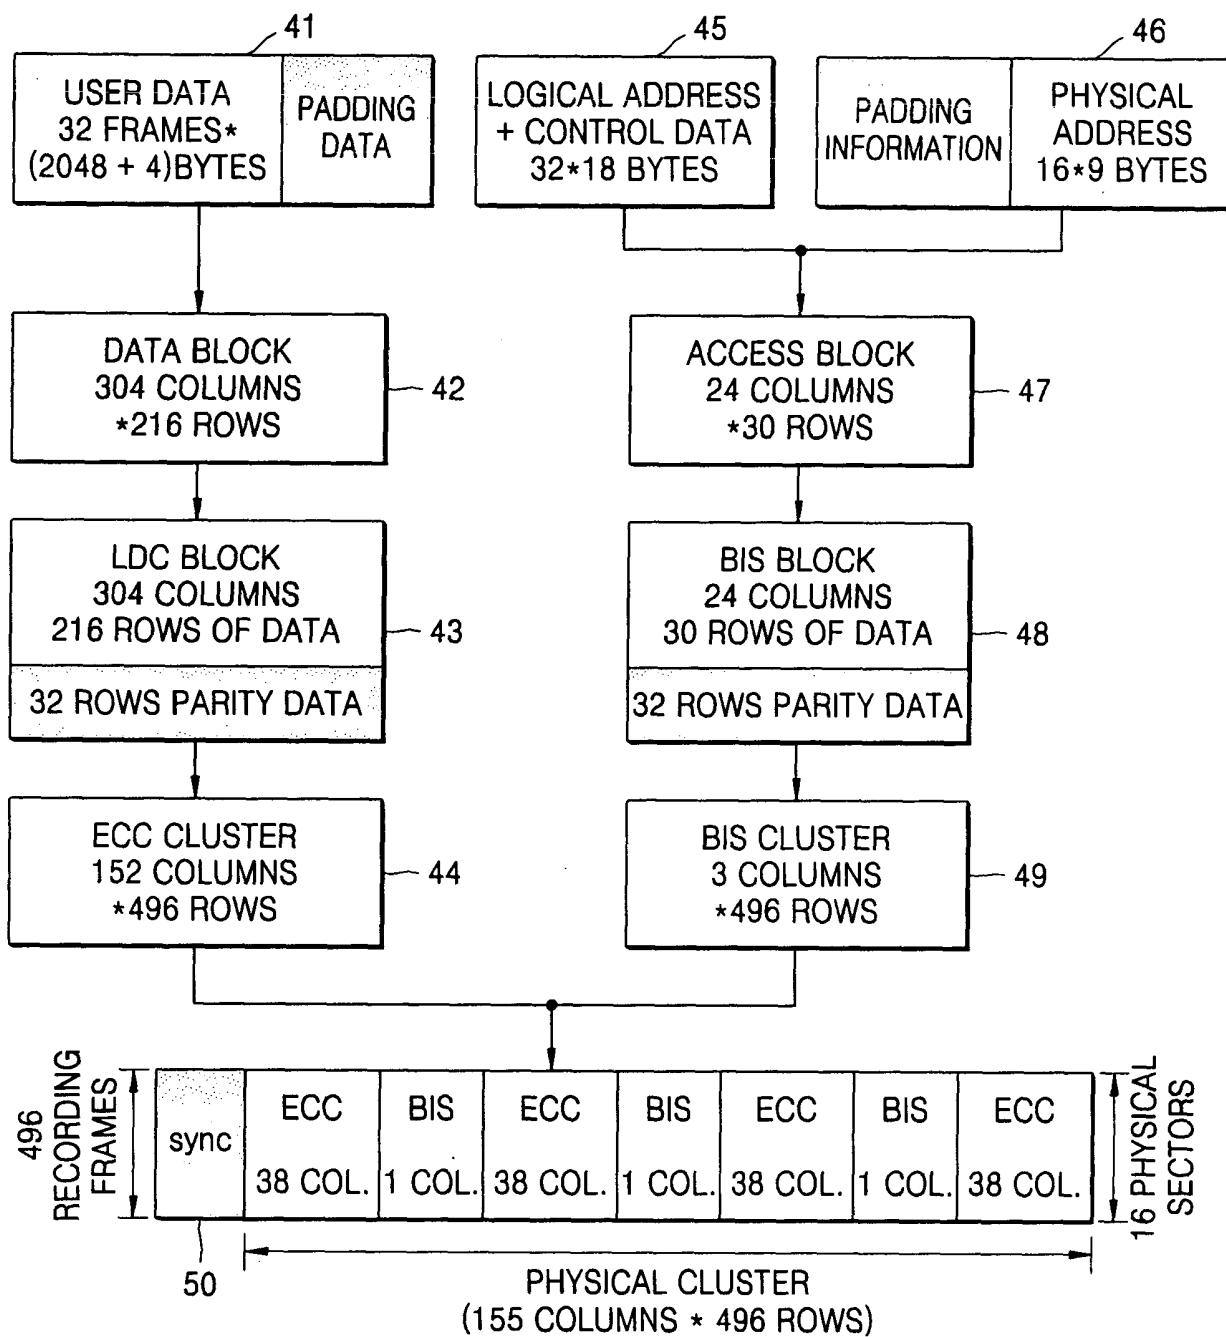 41
USER DATA
32 FRAMES*
(2048 + 4)BYTES
PADDING
DATA
45
LOGICAL ADDRESS
+ CONTROL DATA
32*18 BYTES
46
PADDING
INFORMATION
PHYSICAL
ADDRESS
16*9 BYTES
DATA BLOCK
304 COLUMNS
*216 ROWS
42
ACCESS BLOCK
24 COLUMNS
*30 ROWS
47
LDC BLOCK
304 COLUMNS
216 ROWS OF DATA
32 ROWS PARITY DATA
43
BIS BLOCK
24 COLUMNS
30 ROWS OF DATA
32 ROWS PARITY DATA
48
ECC CLUSTER
152 COLUMNS
*496 ROWS
44
BIS CLUSTER
3 COLUMNS
*496 ROWS
49
496
RECORDING
FRAMES
sync
ECC
38 COL.
BIS
1 COL.
ECC
38 COL.
BIS
1 COL.
ECC
38 COL.
BIS
1 COL.
ECC
38 COL.
16 PHYSICAL
SECTORS
50
PHYSICAL CLUSTER
(155 COLUMNS * 496 ROWS)